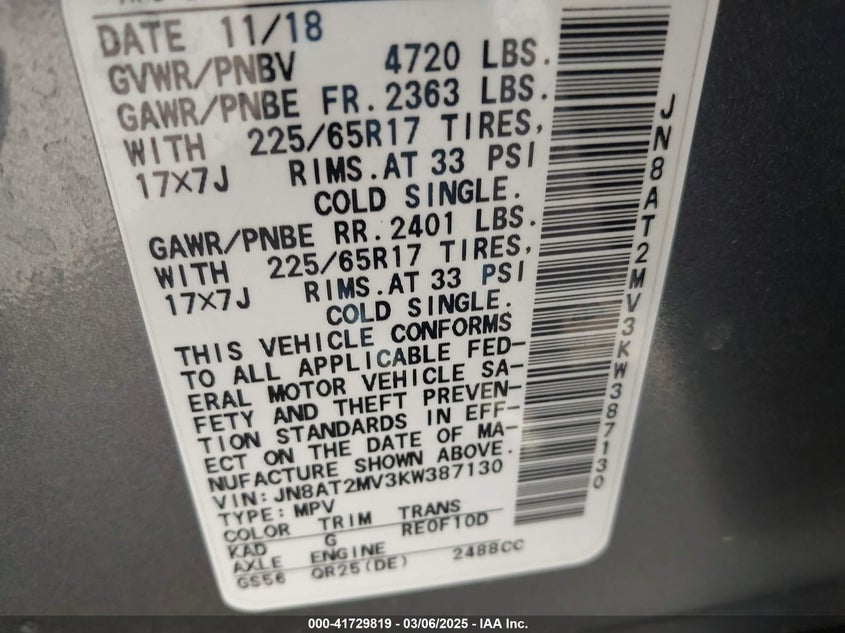 DATE 11/18
GVWR/PNBV 4720 LBS.
GAWR/PNBE FR.2363 LBS.
WITH 225/65R17 TIRES,
17X7J RIMS.AT 33 PSI
COLD SINGLE.
GAWR/PNBE RR.2401 LBS.
WITH 225/65R17 TIRES,
17X7J RIMS.AT 33 PSI
COLD SINGLE.
THIS VEHICLE CONFORMS
TO ALL APPLICABLE FED-
ERAL MOTOR VEHICLE SA-
FETY AND THEFT PREVEN-
TION STANDARDS IN EFF-
ECT ON THE DATE OF MA-
NUFACTURE SHOWN ABOVE.
VIN:JN8AT2MV3KW387130
TYPE:MPV
COLOR TRIM TRANS
KAD G RE0F10D
AXLE ENGINE
GS56 QR25(DE) 2488CC
JN8AT2MV3KW387130
000-41729819 - 03/06/2025 - IAA Inc.